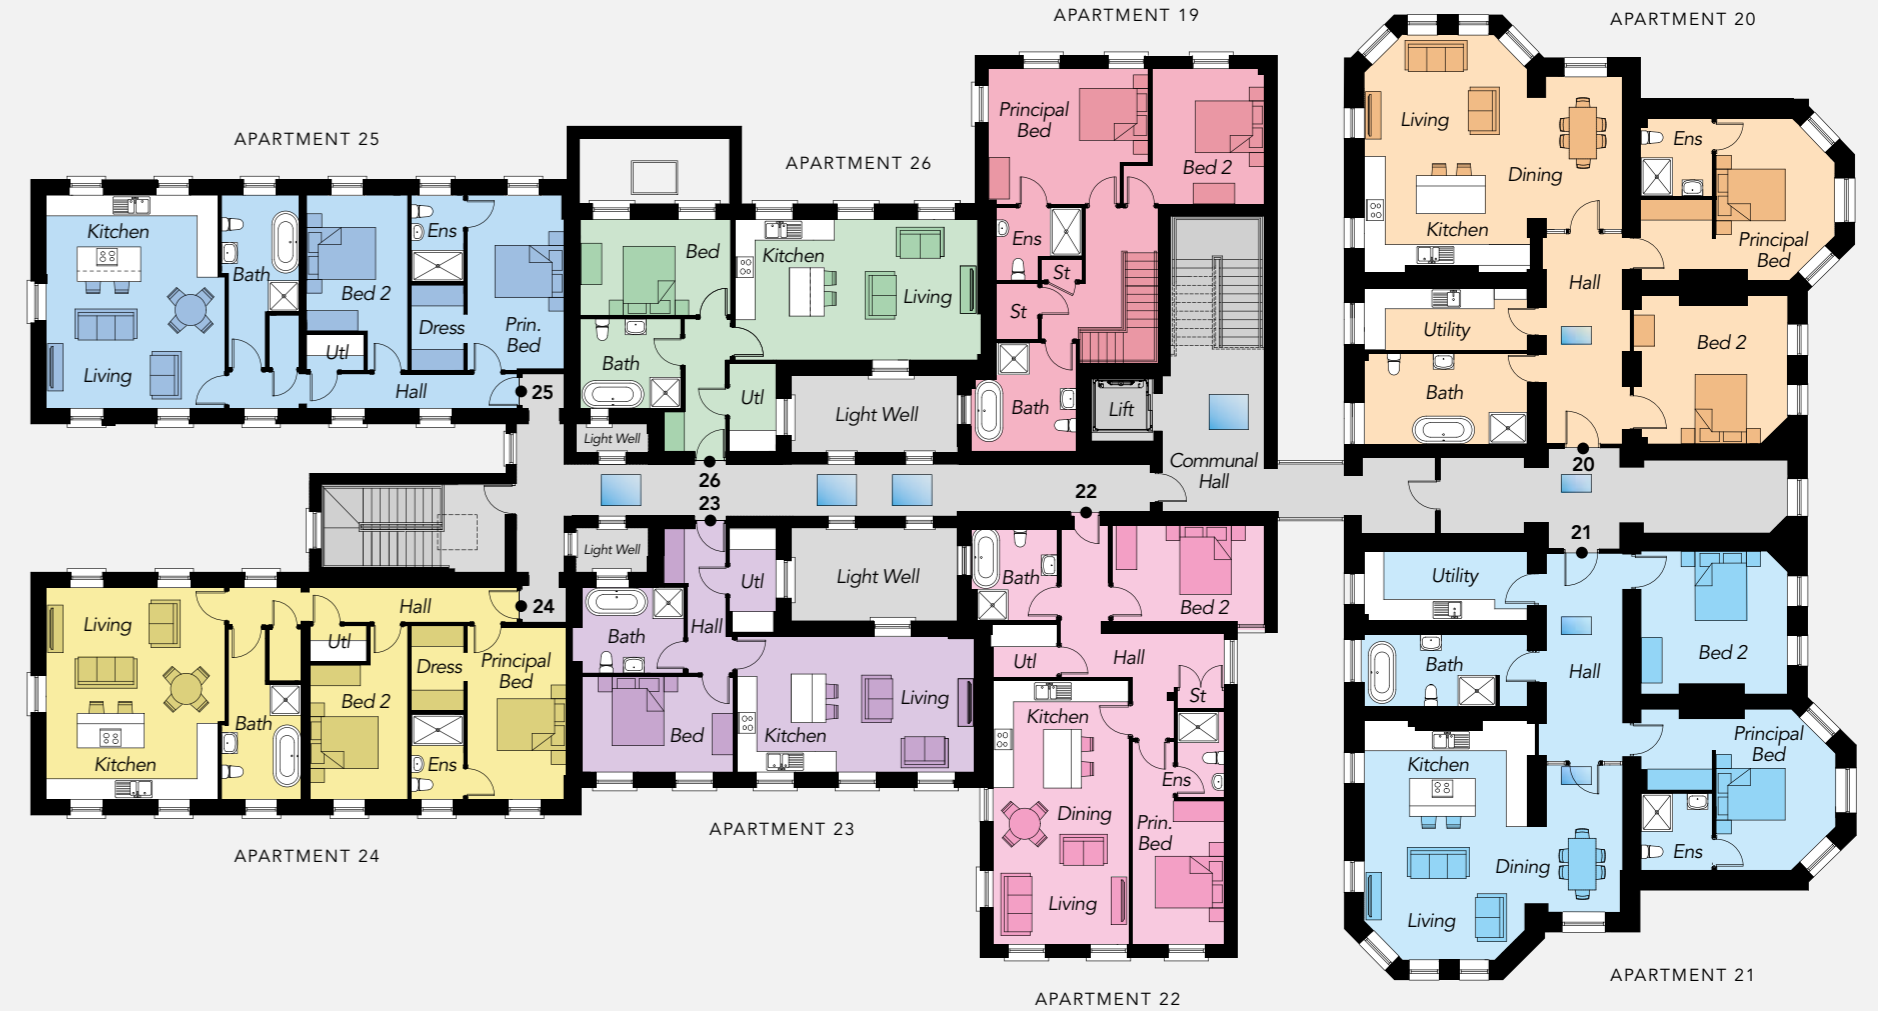 APARTMENT 19
APARTMENT 20
APARTMENT 25
APARTMENT 26
Principal
Bed
Bed 2
Ens
St
St
Bath
Lift
Communal
Hall
Living
Dining
Kitchen
Ens
Principal
Bed
Hall
Utility
Bath
Bed 2
20
Kitchen
Living
Bath
Bed 2
Utl
Ens
Dress
Prin.
Bed
Hall
25
Bed
Kitchen
Living
Bath
Utl
Light Well
Light Well
26
23
22
21
Light Well
Light Well
24
Living
Kitchen
Hall
Utl
Bath
Bed 2
Dress
Ens
Principal
Bed
Bath
Hall
Utl
Bed
Kitchen
Living
Bath
Bed 2
Utl
Hall
St
Kitchen
Ens
Dining
Prin.
Bed
Living
Utility
Bath
Hall
Bed 2
Principal
Bed
Kitchen
Dining
Ens
Living
APARTMENT 23
APARTMENT 24
APARTMENT 21
APARTMENT 22